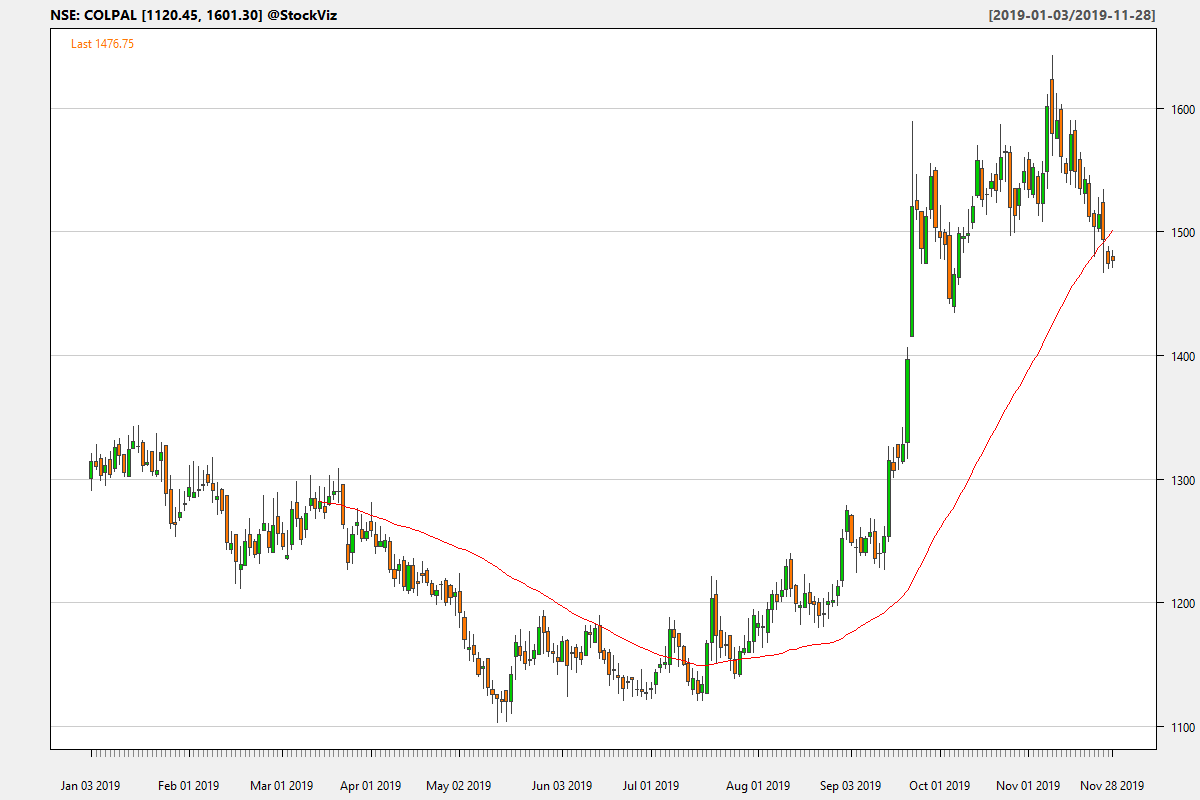 NSE: COLPAL [1120.45, 1601.30] @StockViz [2019-01-03/2019-11-28]
Last 1476.75
1600
1500
1400
1300
1200
1100
Jan 03 2019 Feb 01 2019 Mar 01 2019 Apr 01 2019 May 02 2019 Jun 03 2019 Jul 01 2019 Aug 01 2019 Sep 03 2019 Oct 01 2019 Nov 01 2019 Nov 28 2019